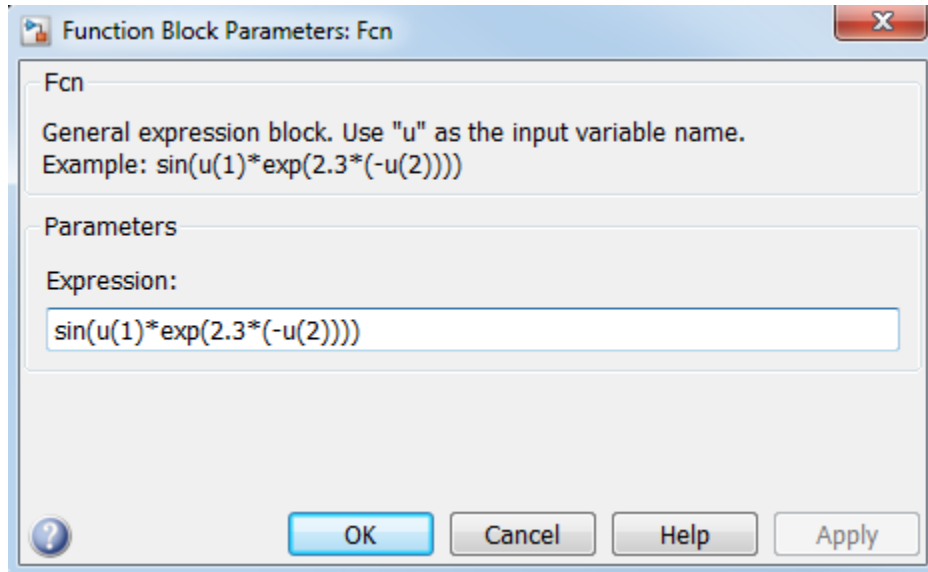 Function Block Parameters: Fcn
Fcn
General expression block. Use "u" as the input variable name.
Example: sin(u(1)*exp(2.3*(-u(2))))
Parameters
Expression:
sin(u(1)*exp(2.3*(-u(2))))
OK
Cancel
Help
Apply